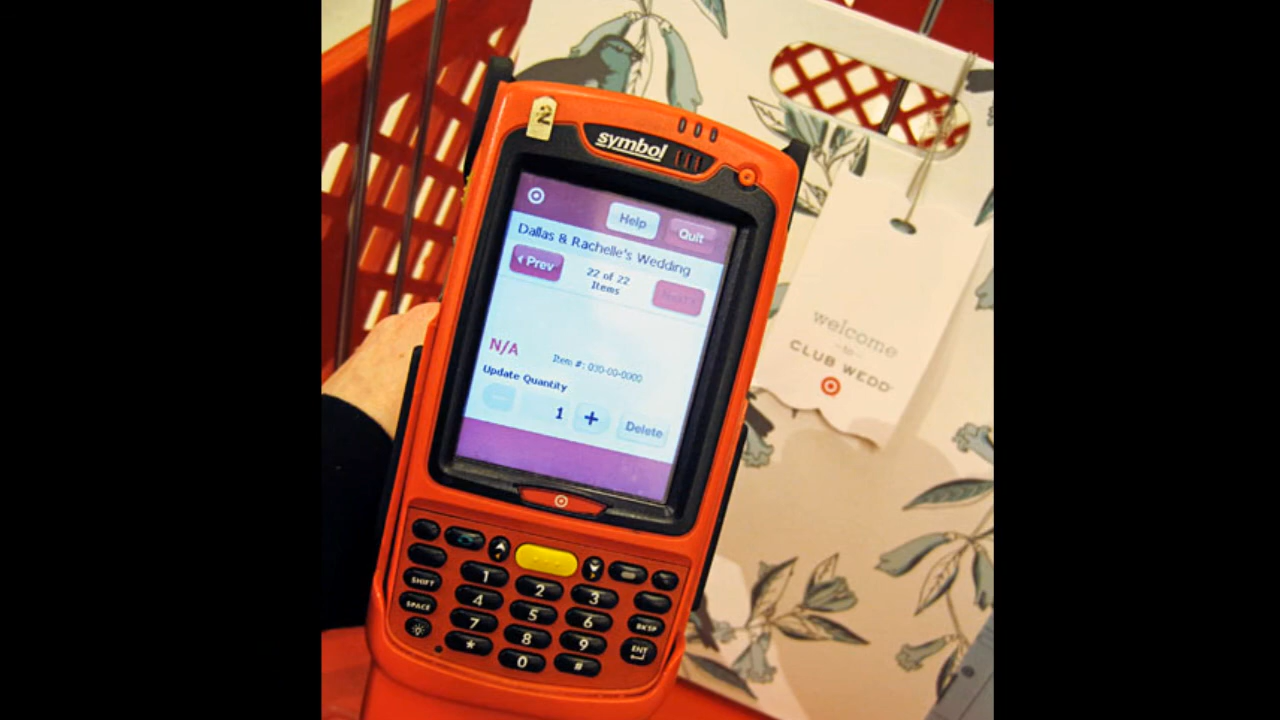 2
symbol
Help
Quit
Dallas & Rachelle's Wedding
Prev
22 of 22
Items
Next
N/A
Item #: 000-00-0000
Update Quantity
1
+
Delete
SHIFT
1
2
3
SPACE
4
5
6
BKSP
7
8
9
ENT
*
0
#
welcome
to
CLUB WEDD